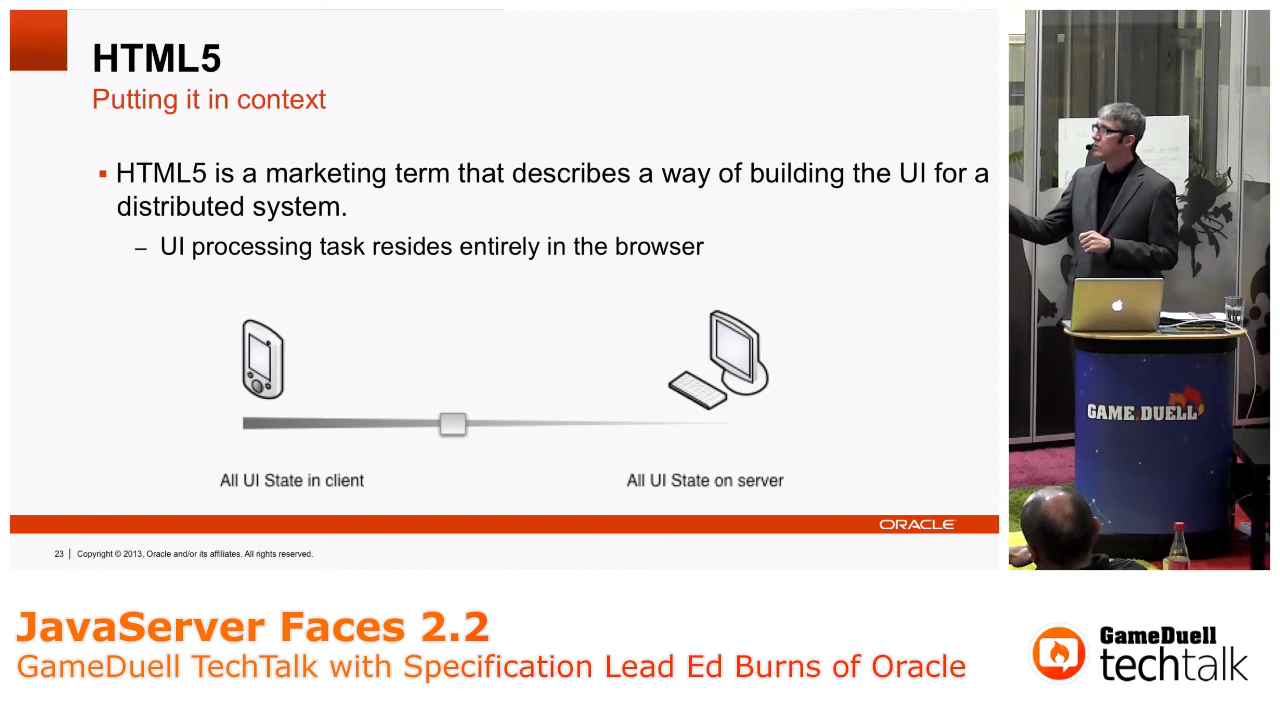 HTML5
Putting it in context
▪ HTML5 is a marketing term that describes a way of building the UI for a
distributed system.
– UI processing task resides entirely in the browser
All UI State in client
All UI State on server
ORACLE
23 | Copyright © 2013, Oracle and/or its affiliates. All rights reserved.
GAME DUELL
JavaServer Faces 2.2
GameDuell TechTalk with Specification Lead Ed Burns of Oracle
GameDuell
techtalk